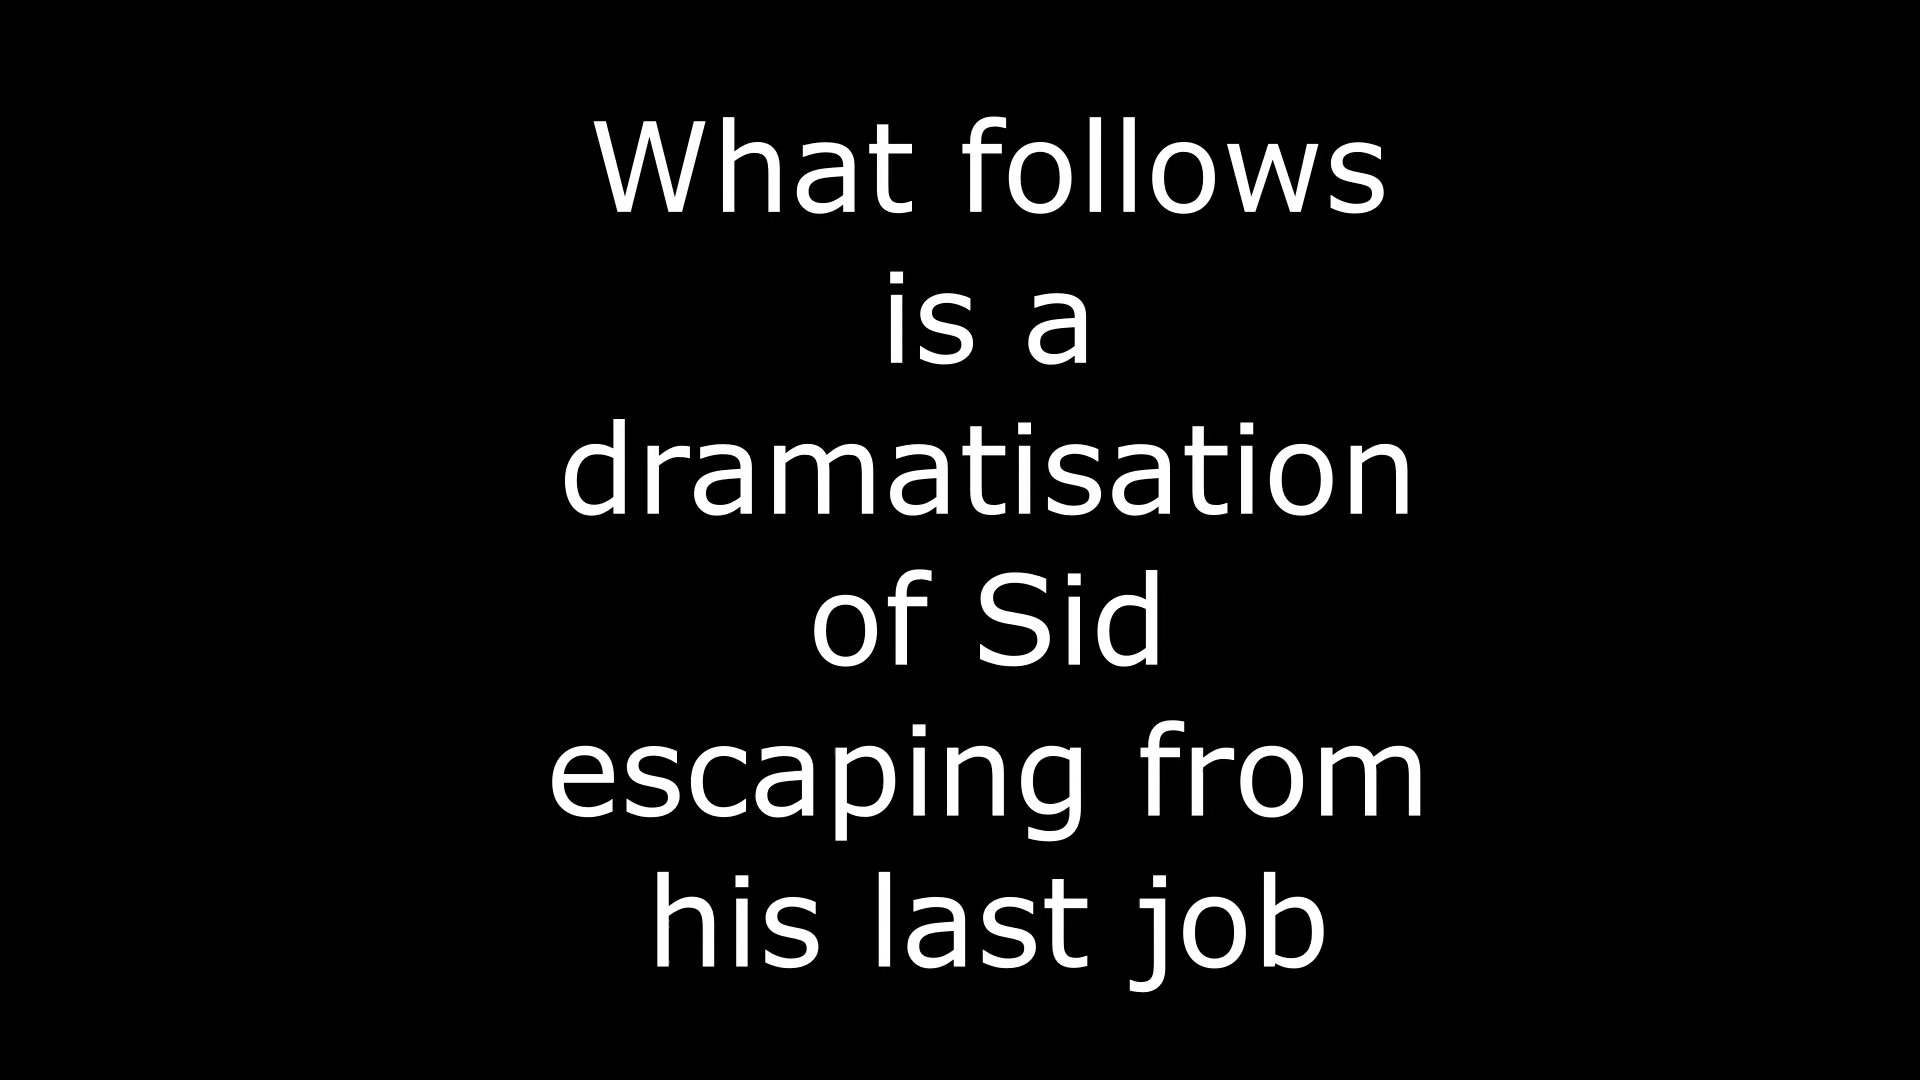 What follows
is a
dramatisation
of Sid
escaping from
his last job